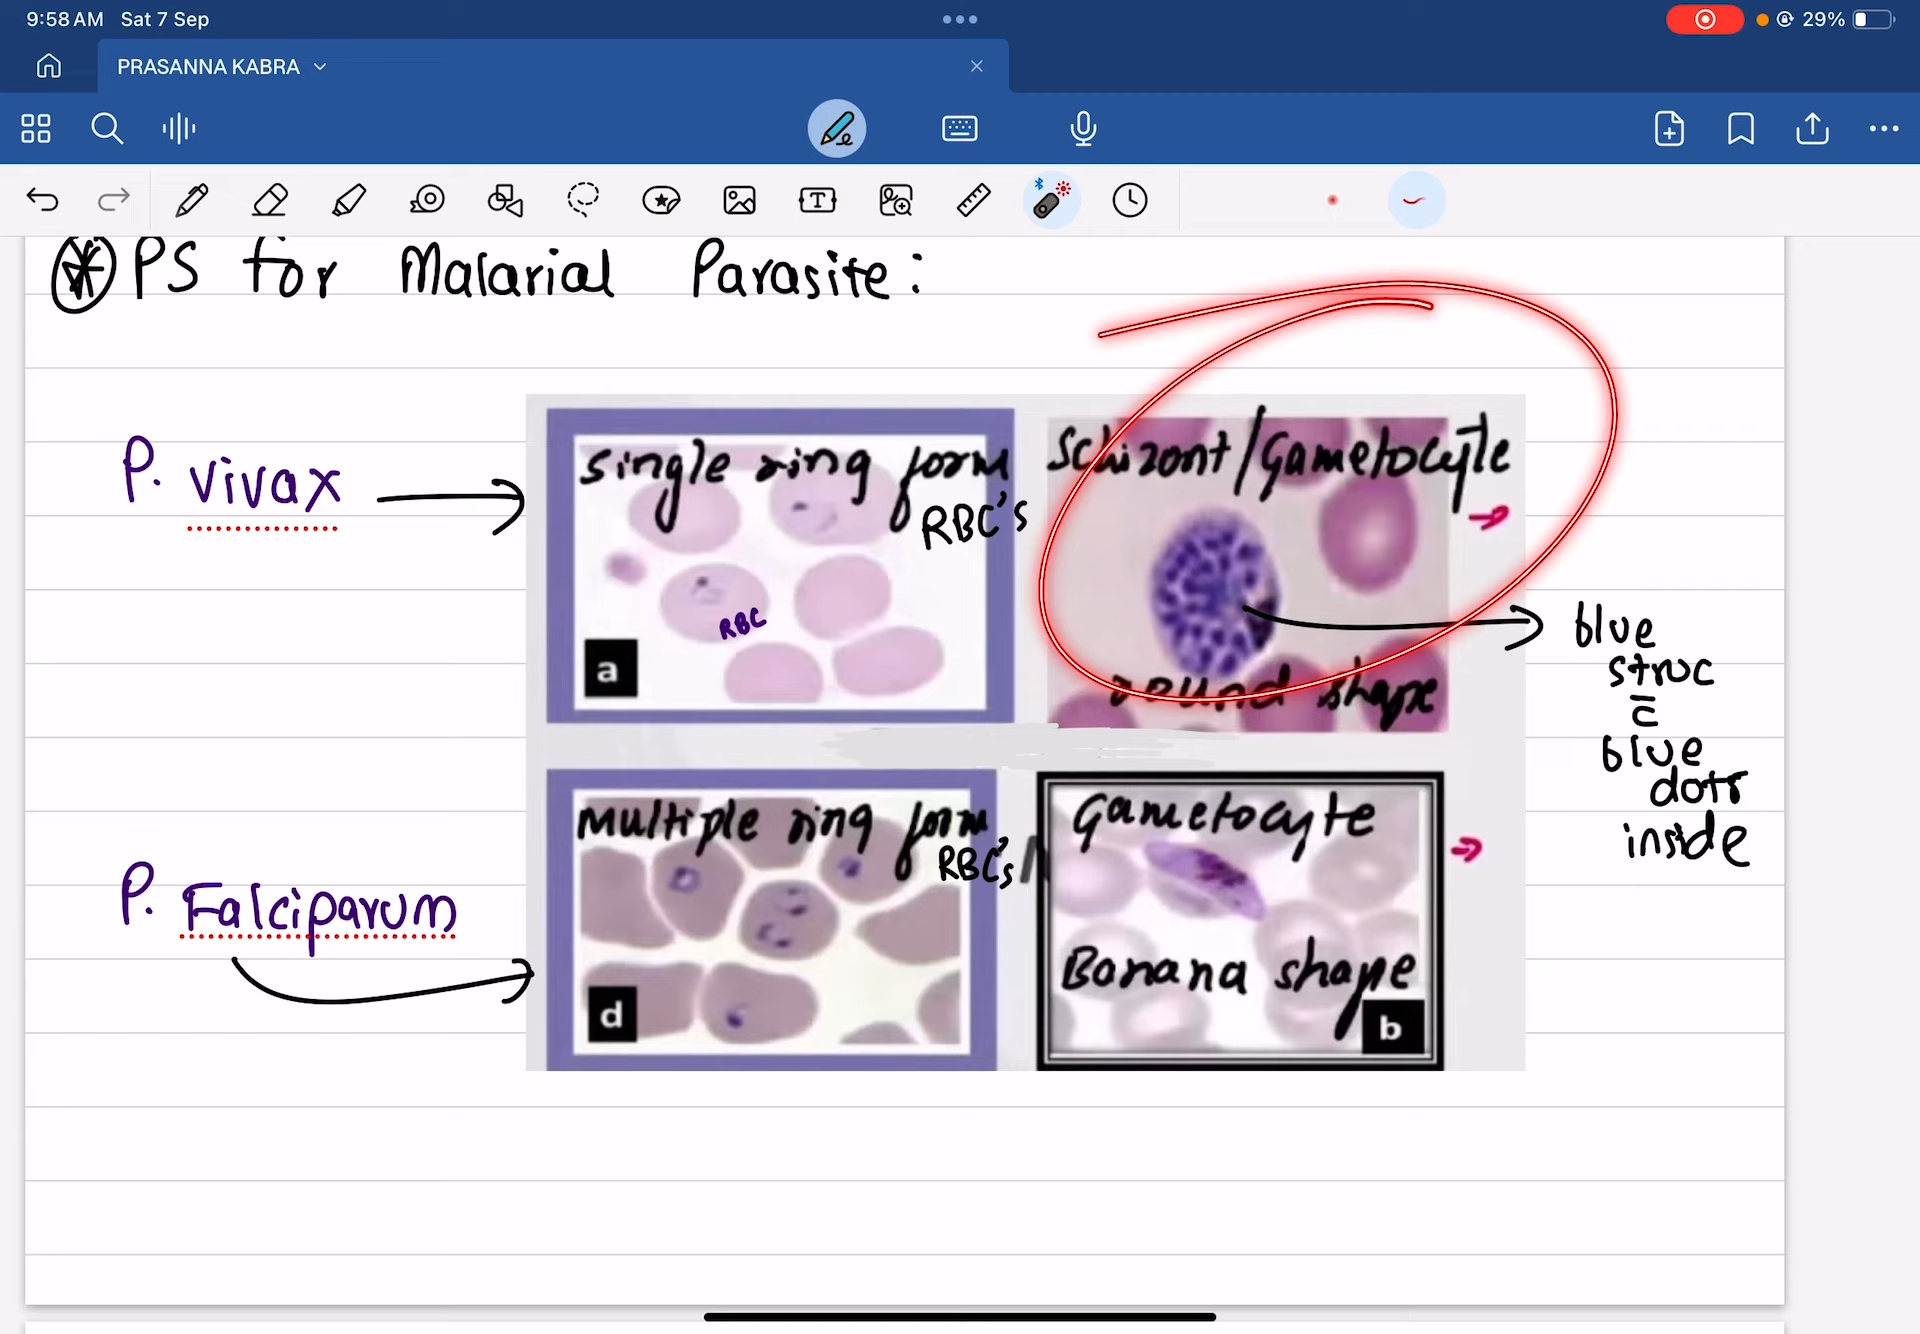 9:58 AM Sat 7 Sep
29%
PRASANNA KABRA
PS for Malarial Parasite:
P. vivax
single ring form
RBC's
RBC
a
Schizont/Gametocyte
round shape
blue
struc
c̅
blue
dots
inside
P. Falciparum
Multiple ring form
RBC's
d
Gametocyte
Banana shape
b